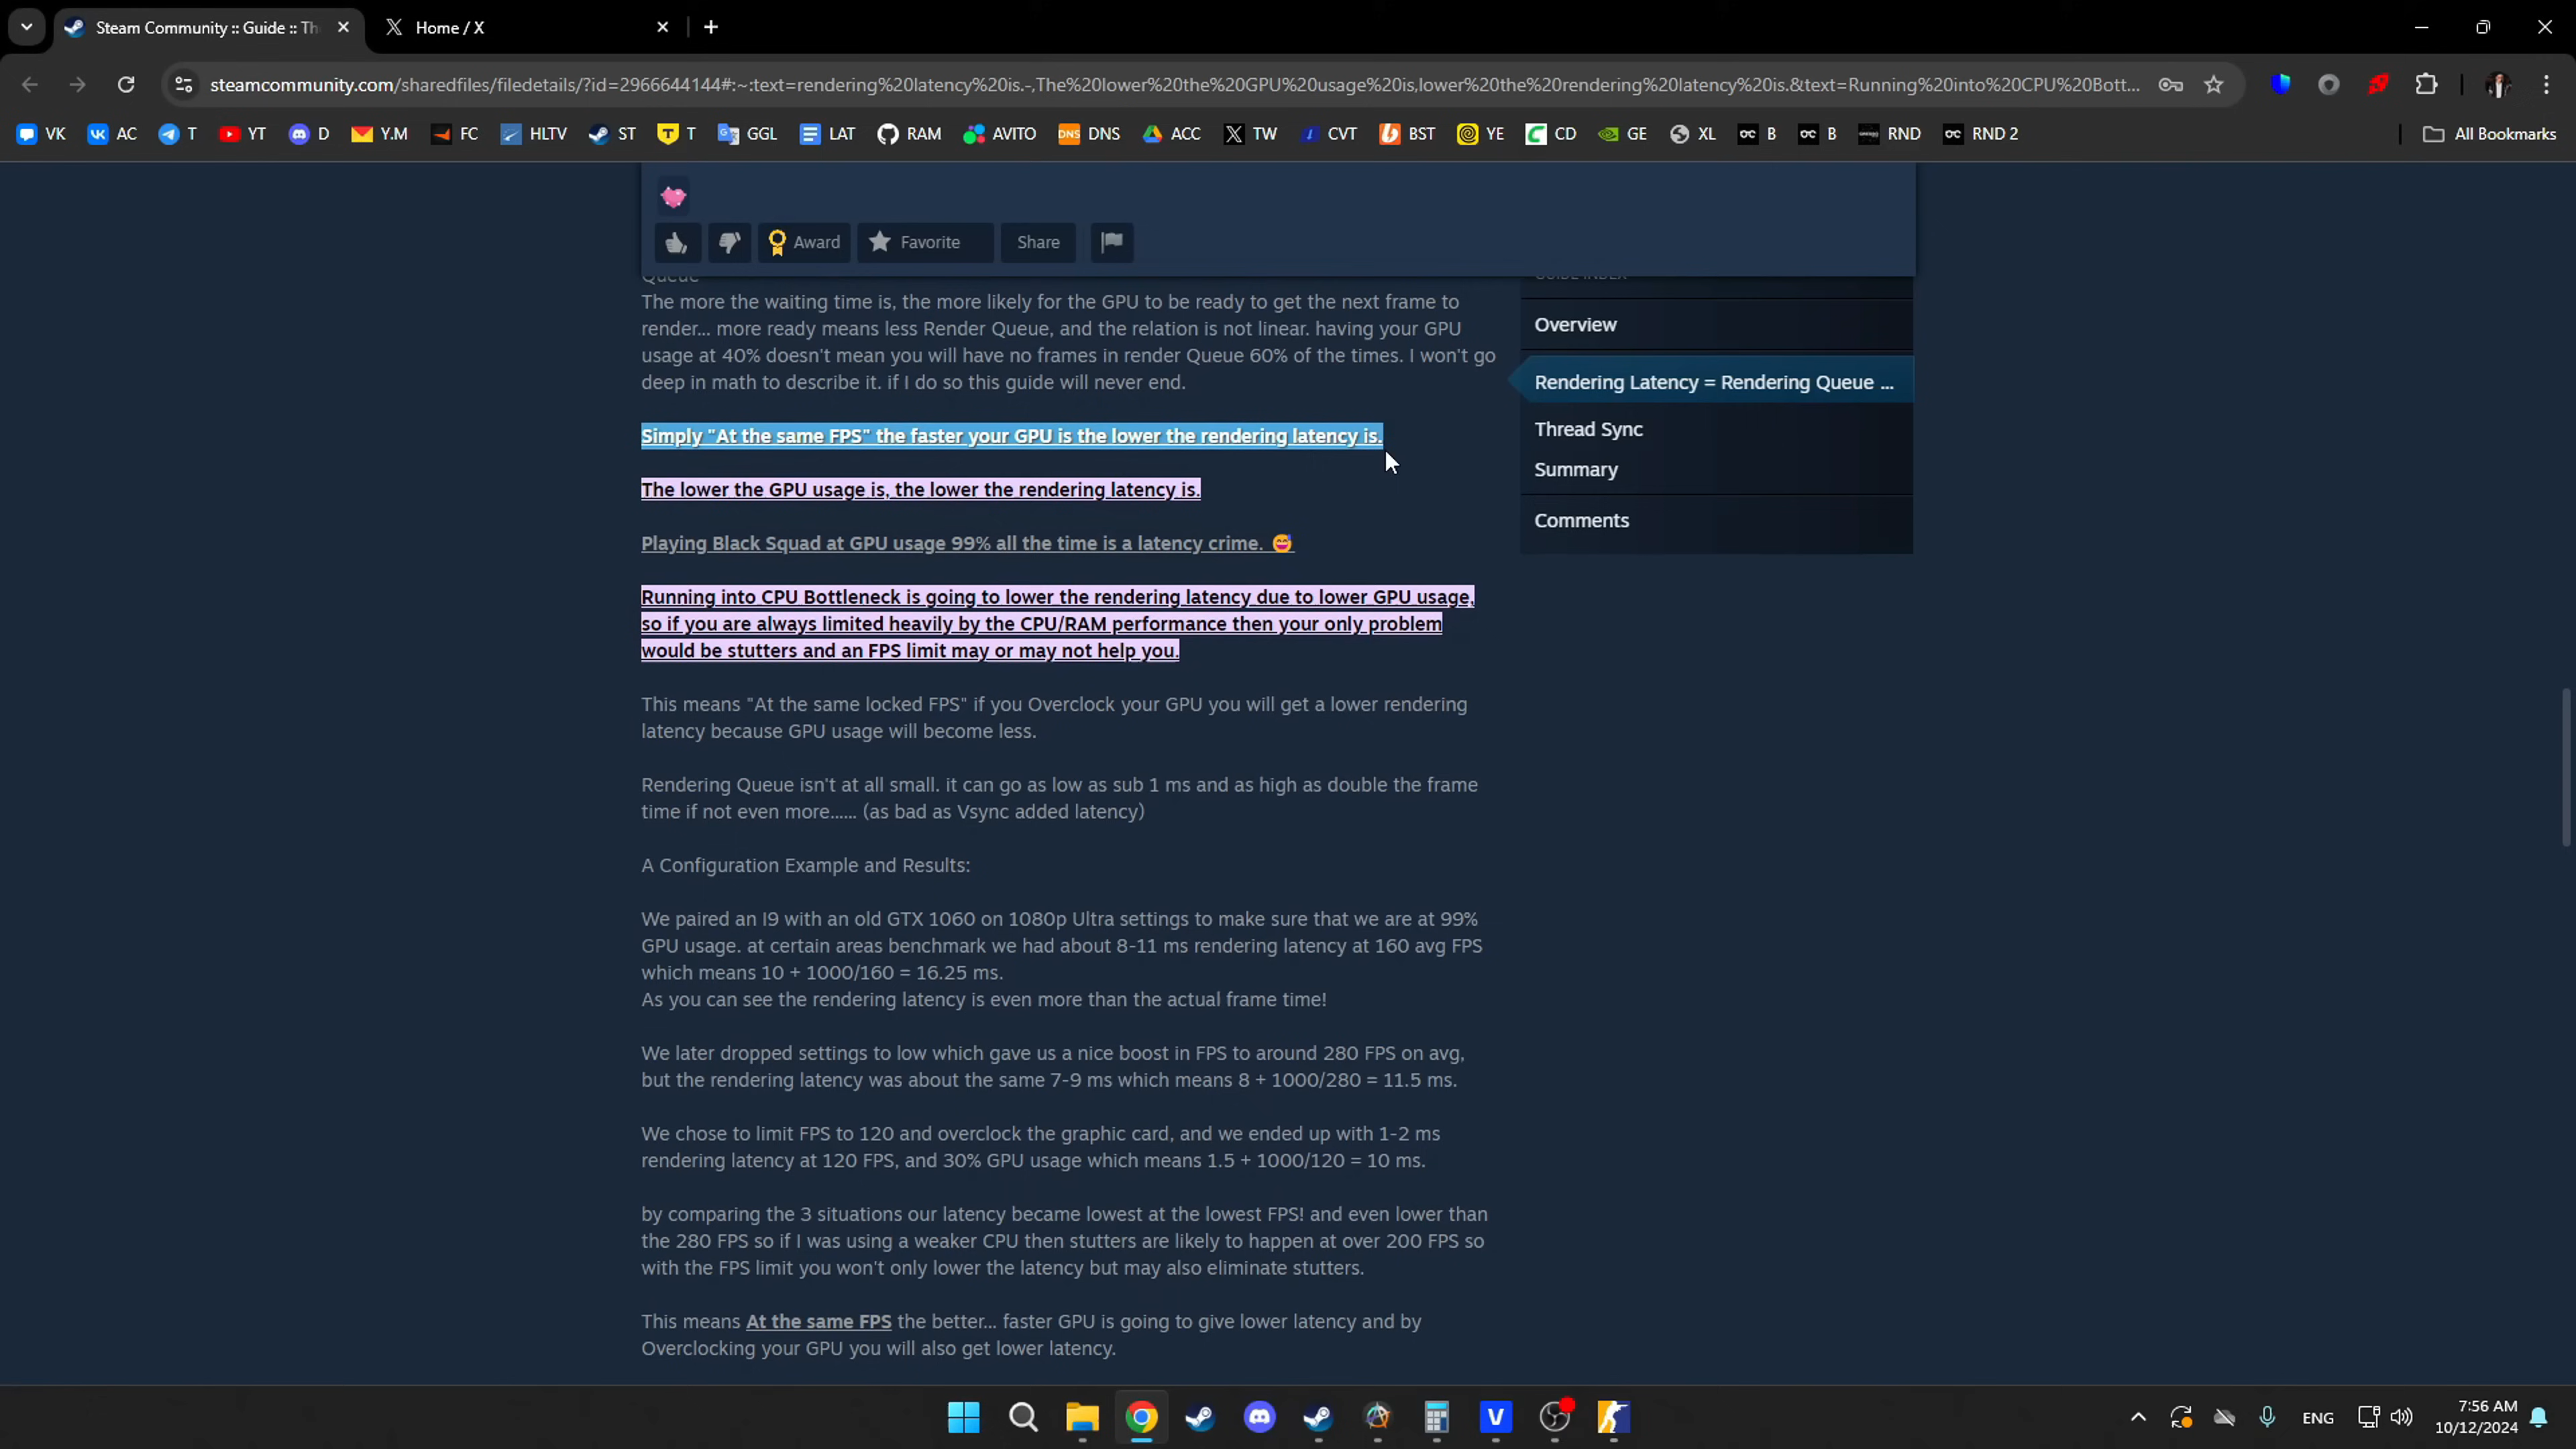 Steam Community :: Guide :: Th
Home / X
steamcommunity.com/sharedfiles/filedetails/?id=2966644144#:~:text=rendering%20latency%20is.-,The%20lower%20the%20GPU%20usage%20is,lower%20the%20rendering%20latency%20is.&text=Running%20into%20CPU%20Bott...
VK AC T YT D Y.M FC HLTV ST T GGL LAT RAM AVITO DNS ACC TW CVT BST YE CD GE XL B B RND RND 2 All Bookmarks
Award Favorite Share
Queue
The more the waiting time is, the more likely for the GPU to be ready to get the next frame to
render... more ready means less Render Queue, and the relation is not linear. having your GPU
usage at 40% doesn't mean you will have no frames in render Queue 60% of the times. I won't go
deep in math to describe it. if I do so this guide will never end.
Simply "At the same FPS" the faster your GPU is the lower the rendering latency is.
The lower the GPU usage is, the lower the rendering latency is.
Playing Black Squad at GPU usage 99% all the time is a latency crime. 😅
Running into CPU Bottleneck is going to lower the rendering latency due to lower GPU usage,
so if you are always limited heavily by the CPU/RAM performance then your only problem
would be stutters and an FPS limit may or may not help you.
This means "At the same locked FPS" if you Overclock your GPU you will get a lower rendering
latency because GPU usage will become less.
Rendering Queue isn't at all small. it can go as low as sub 1 ms and as high as double the frame
time if not even more...... (as bad as Vsync added latency)
A Configuration Example and Results:
We paired an I9 with an old GTX 1060 on 1080p Ultra settings to make sure that we are at 99%
GPU usage. at certain areas benchmark we had about 8-11 ms rendering latency at 160 avg FPS
which means 10 + 1000/160 = 16.25 ms.
As you can see the rendering latency is even more than the actual frame time!
We later dropped settings to low which gave us a nice boost in FPS to around 280 FPS on avg,
but the rendering latency was about the same 7-9 ms which means 8 + 1000/280 = 11.5 ms.
We chose to limit FPS to 120 and overclock the graphic card, and we ended up with 1-2 ms
rendering latency at 120 FPS, and 30% GPU usage which means 1.5 + 1000/120 = 10 ms.
by comparing the 3 situations our latency became lowest at the lowest FPS! and even lower than
the 280 FPS so if I was using a weaker CPU then stutters are likely to happen at over 200 FPS so
with the FPS limit you won't only lower the latency but may also eliminate stutters.
This means At the same FPS the better... faster GPU is going to give lower latency and by
Overclocking your GPU you will also get lower latency.
GUIDE INDEX
Overview
Rendering Latency = Rendering Queue ...
Thread Sync
Summary
Comments
ENG
7:56 AM
10/12/2024